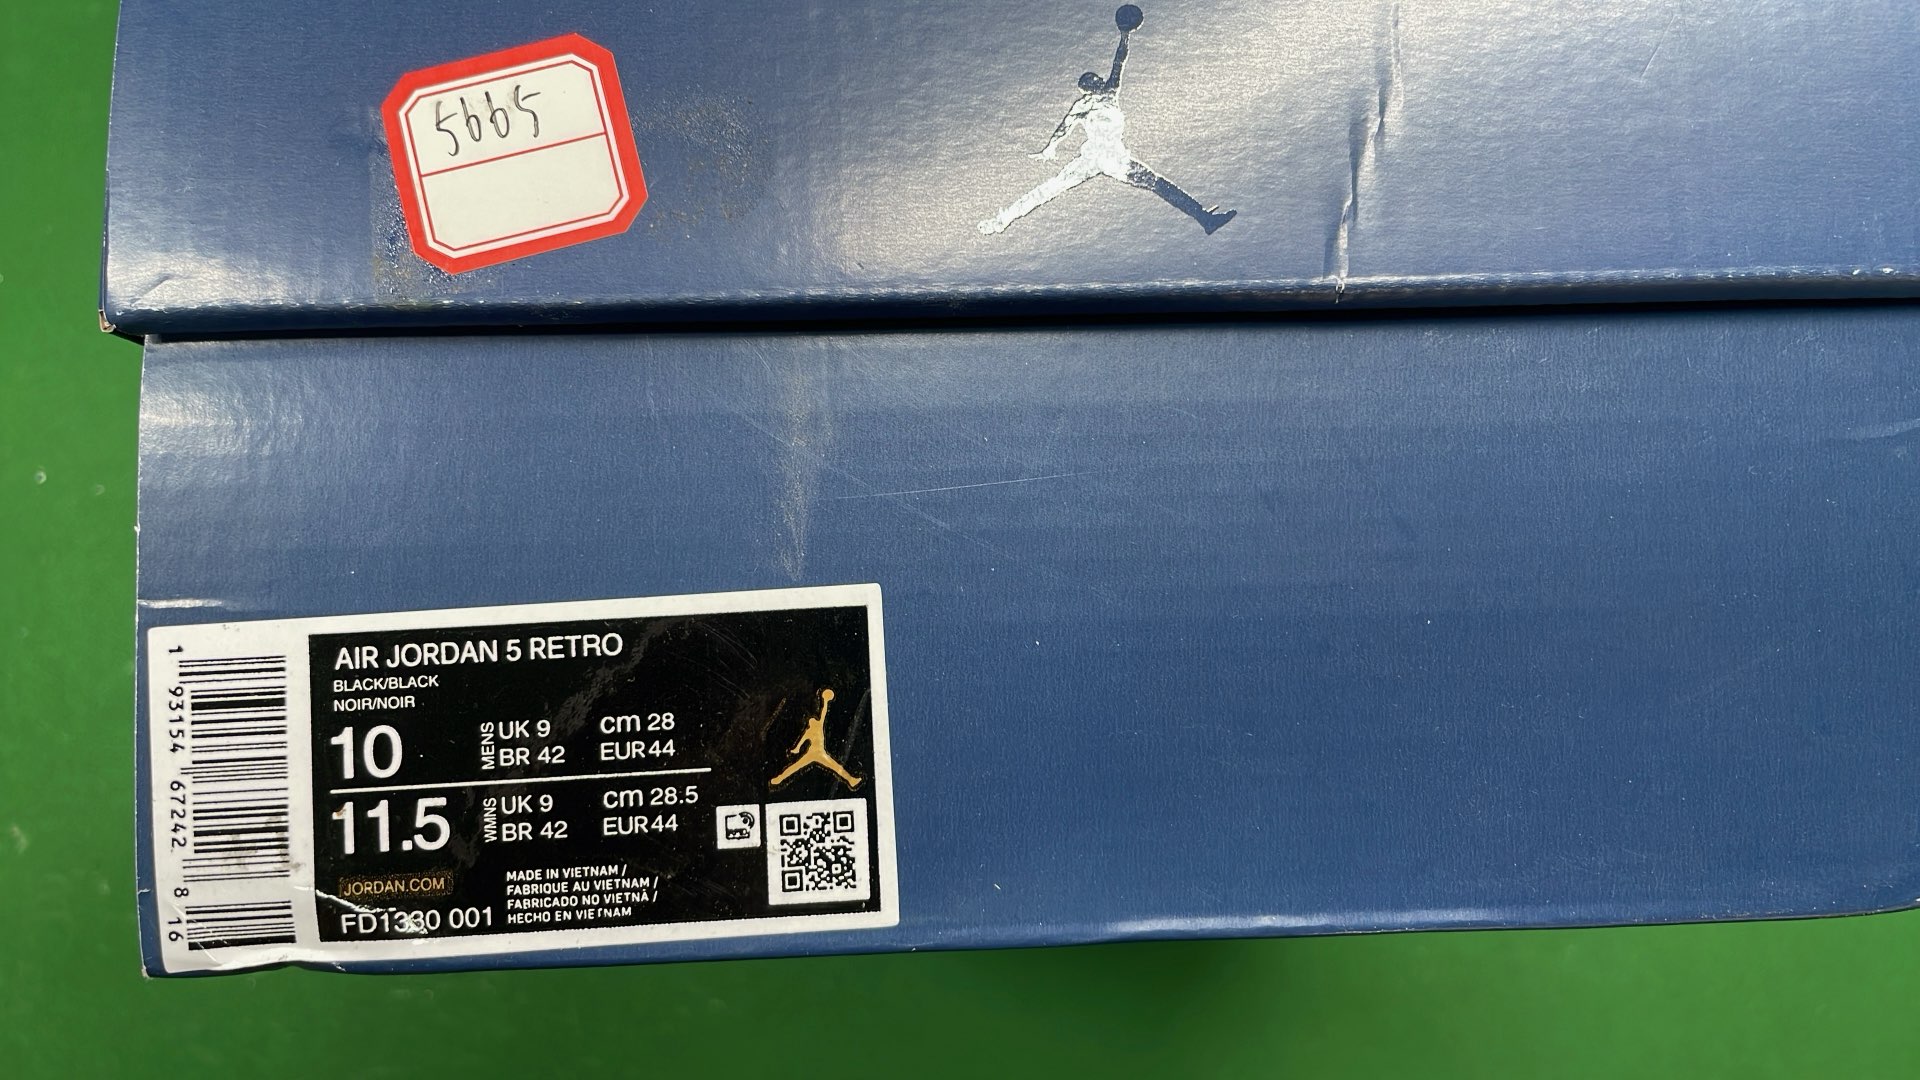 5665
AIR JORDAN 5 RETRO
BLACK/BLACK
NOIR/NOIR
10 MENS UK 9 cm 28
BR 42 EUR 44
11.5 WMNS UK 9 cm 28.5
BR 42 EUR 44
JORDAN.COM
FD1330 001
MADE IN VIETNAM /
FABRIQUE AU VIETNAM /
FABRICADO NO VIETNÃ /
HECHO EN VIETNAM
1 93154 67242 8 16